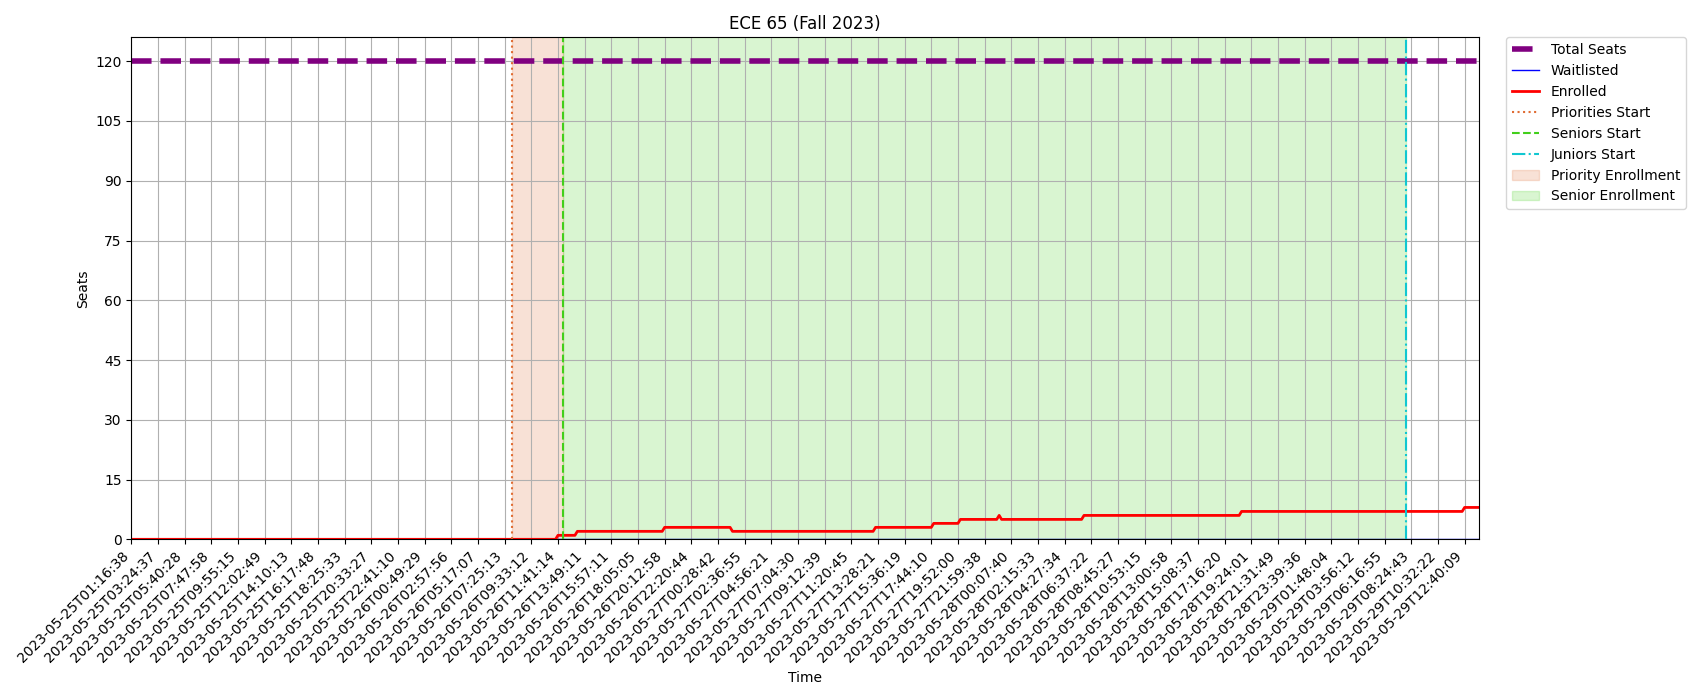 ECE 65 (Fall 2023)
Total Seats
Waitlisted
Enrolled
Priorities Start
Seniors Start
Juniors Start
Priority Enrollment
Senior Enrollment
Seats
120
105
90
75
60
45
30
15
0
2023-05-25T01:16:38
2023-05-25T03:24:37
2023-05-25T05:40:28
2023-05-25T07:47:58
2023-05-25T09:55:15
2023-05-25T12:02:49
2023-05-25T14:10:13
2023-05-25T16:17:48
2023-05-25T18:25:33
2023-05-25T20:33:27
2023-05-25T22:41:10
2023-05-26T00:49:29
2023-05-26T02:57:56
2023-05-26T05:17:07
2023-05-26T07:25:13
2023-05-26T09:33:12
2023-05-26T11:41:14
2023-05-26T13:49:11
2023-05-26T15:57:11
2023-05-26T18:05:05
2023-05-26T20:12:58
2023-05-26T22:20:44
2023-05-27T00:28:42
2023-05-27T02:36:55
2023-05-27T04:56:21
2023-05-27T07:04:30
2023-05-27T09:12:39
2023-05-27T11:20:45
2023-05-27T13:28:21
2023-05-27T15:36:19
2023-05-27T17:44:10
2023-05-27T19:52:00
2023-05-27T21:59:38
2023-05-28T00:07:40
2023-05-28T02:15:33
2023-05-28T04:27:34
2023-05-28T06:37:22
2023-05-28T08:45:27
2023-05-28T10:53:15
2023-05-28T13:00:58
2023-05-28T15:08:37
2023-05-28T17:16:20
2023-05-28T19:24:01
2023-05-28T21:31:49
2023-05-28T23:39:36
2023-05-29T01:48:04
2023-05-29T03:56:12
2023-05-29T06:16:55
2023-05-29T08:24:43
2023-05-29T10:32:22
2023-05-29T12:40:09
Time